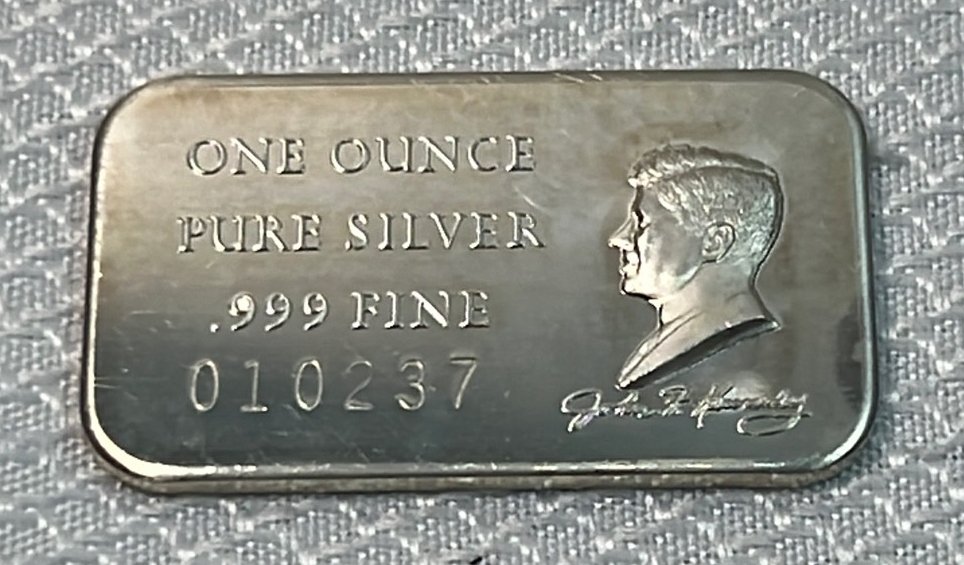 ONE OUNCE
PURE SILVER
.999 FINE
010237
John F. Kennedy